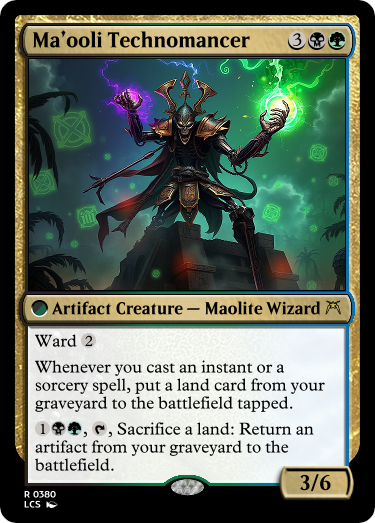 Ma’ooli Technomancer 3
Artifact Creature — Maolite Wizard
Ward 2
Whenever you cast an instant or a
sorcery spell, put a land card from your
graveyard to the battlefield tapped.
1, , Sacrifice a land: Return an
artifact from your graveyard to the
battlefield.
3/6
R 0380
LCS